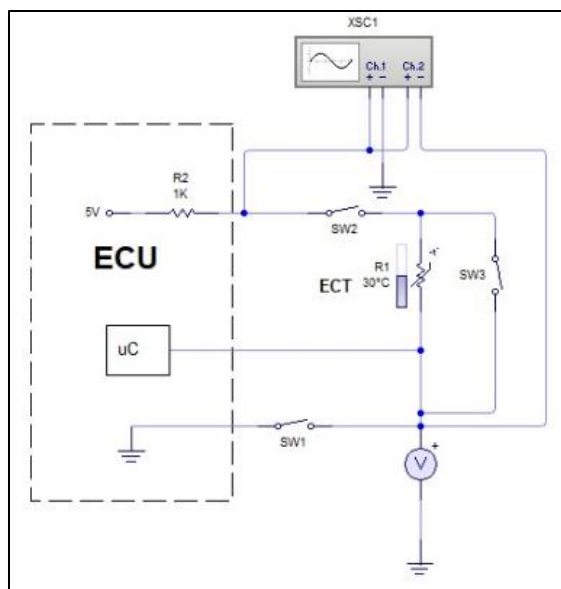 XSC1
Ch.1 Ch.2
+ − + −
R2
1K
5V
SW2
ECU
R1
30°C
ECT
SW3
uC
SW1
+
V